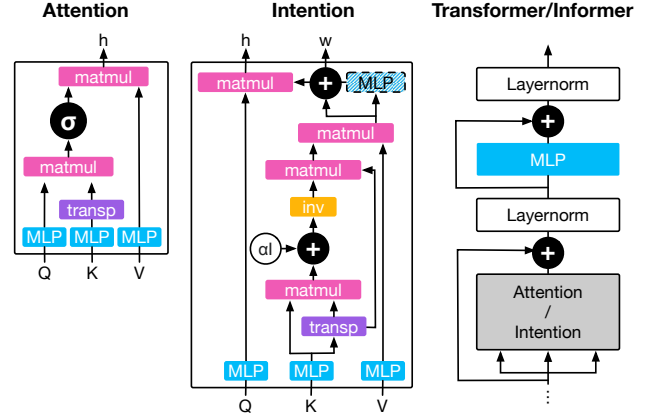 Attention
h
matmul
σ
matmul
transp
MLP MLP MLP
Q K V
Intention
h w
matmul + MLP
matmul
matmul
inv
αI +
matmul
transp
MLP MLP MLP
Q K V
Transformer/Informer
Layernorm
+
MLP
Layernorm
+
Attention
/
Intention
...